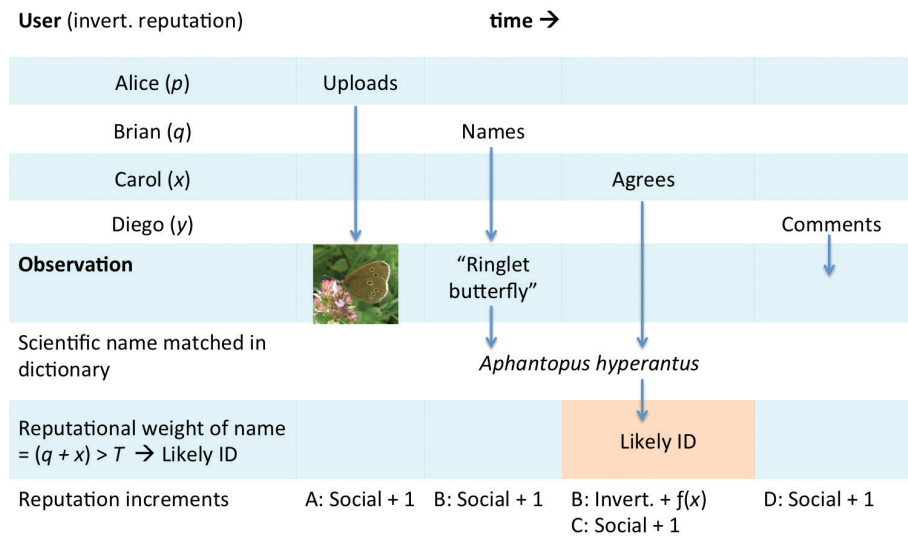 User (invert. reputation) time →
Alice (p) Uploads
Brian (q) Names
Carol (x) Agrees
Diego (y) Comments
Observation
“Ringlet
butterfly”
Scientific name matched in
dictionary
Aphantopus hyperantus
Reputational weight of name
= (q + x) > T → Likely ID
Likely ID
Reputation increments A: Social + 1 B: Social + 1 B: Invert. + ƒ(x) D: Social + 1
C: Social + 1